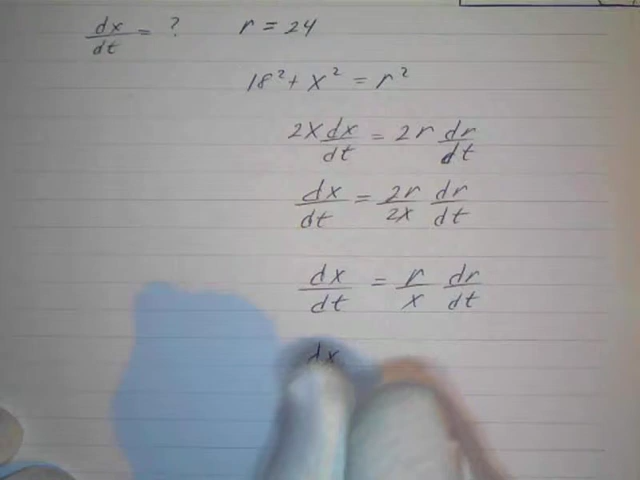 dx/dt = ? r = 24
18² + x² = r²
2x dx/dt = 2r dr/dt
dx/dt = 2r/2x dr/dt
dx/dt = r/x dr/dt
dx